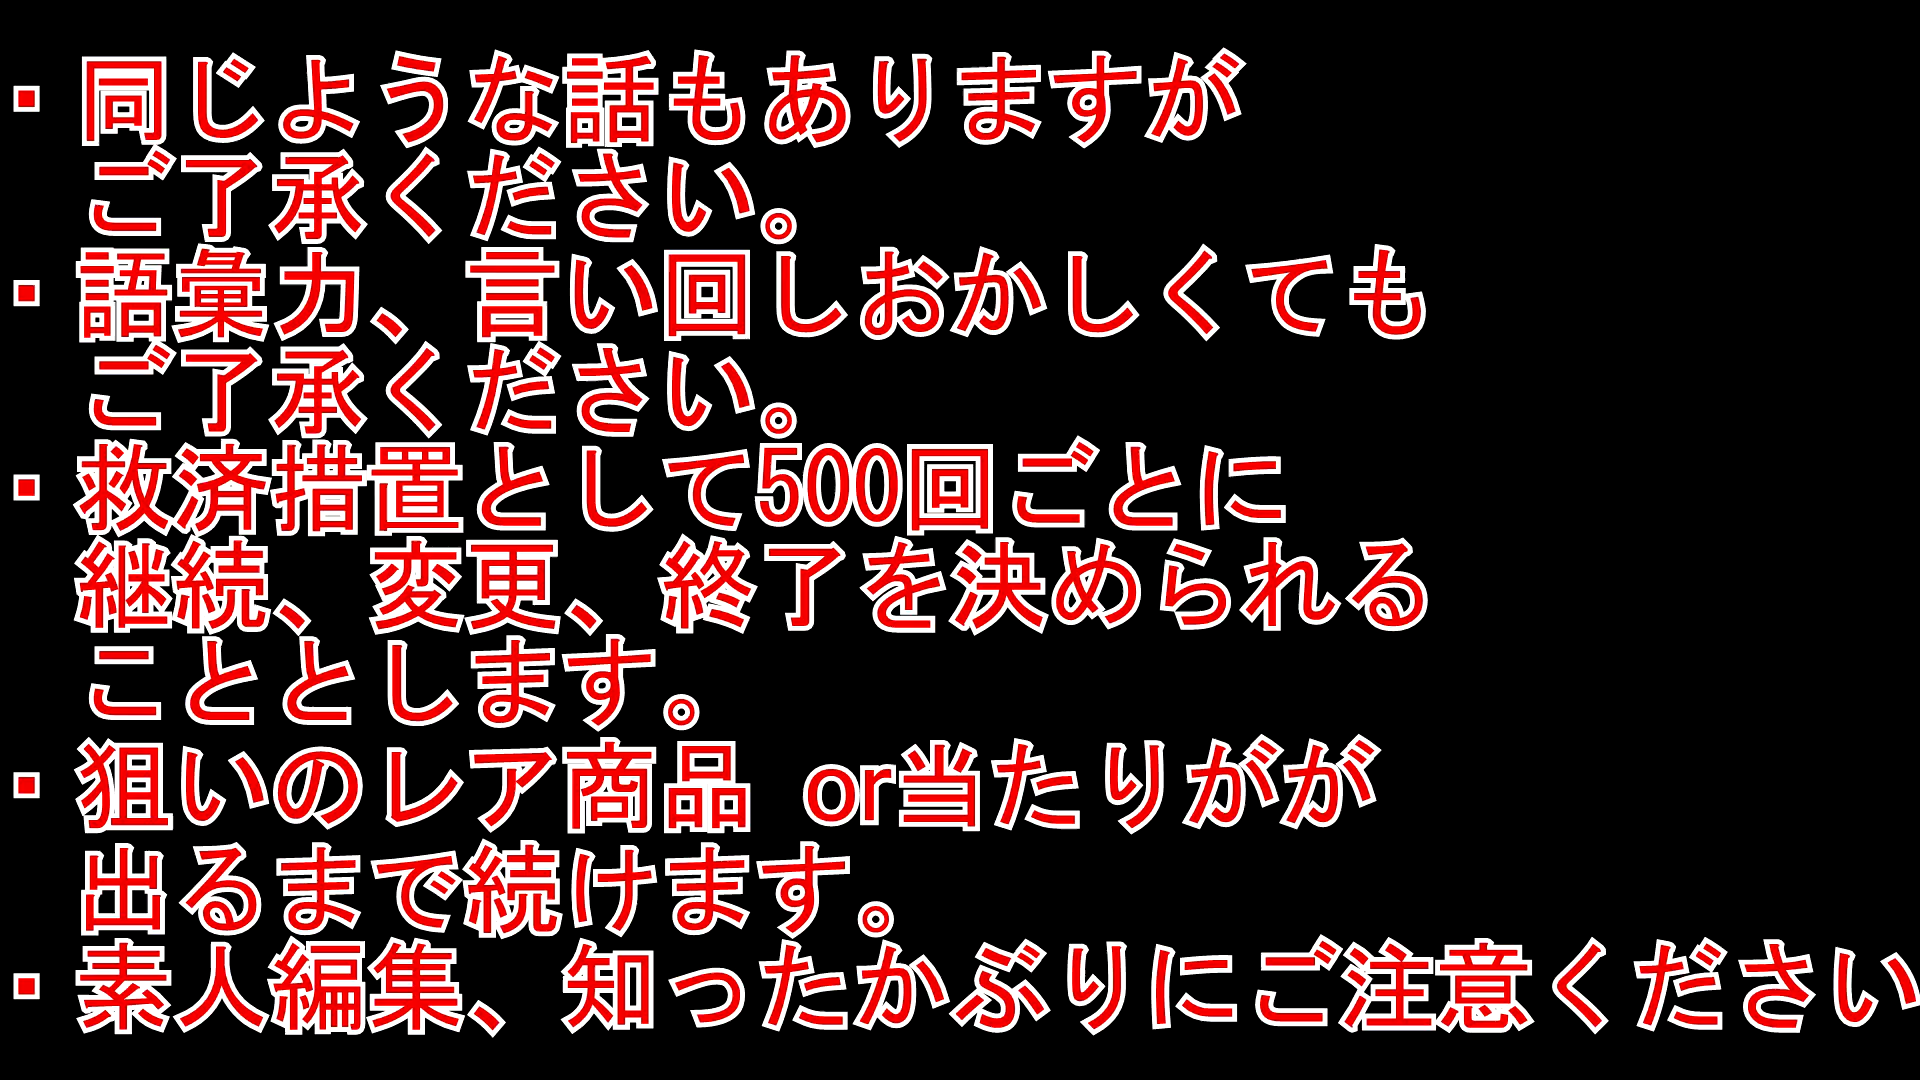 ・同じような話もありますが
ご了承ください。
・語彙力、言い回しおかしくても
ご了承ください。
・救済措置として500回ごとに
継続、変更、終了を決められる
こととします。
・狙いのレア商品 or当たりがが
出るまで続けます。
・素人編集、知ったかぶりにご注意ください